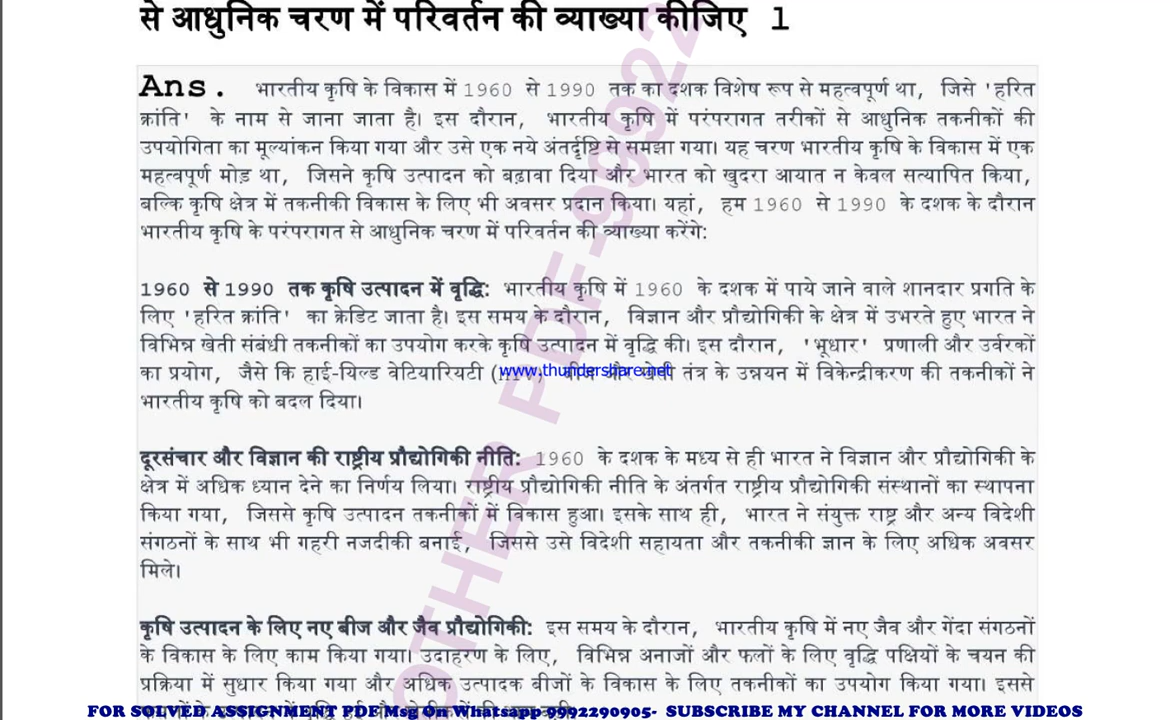 से आधुनिक चरण में परिवर्तन की व्याख्या कीजिए 1
Ans. भारतीय कृषि के विकास में 1960 से 1990 तक का दशक विशेष रूप से महत्वपूर्ण था, जिसे 'हरित
क्रांति' के नाम से जाना जाता है। इस दौरान, भारतीय कृषि में परंपरागत तरीकों से आधुनिक तकनीकों की
उपयोगिता का मूल्यांकन किया गया और उसे एक नये अंतर्दृष्टि से समझा गया। यह चरण भारतीय कृषि के विकास में एक
महत्वपूर्ण मोड़ था, जिसने कृषि उत्पादन को बढ़ावा दिया और भारत को खुदरा आयात न केवल सत्यापित किया,
बल्कि कृषि क्षेत्र में तकनीकी विकास के लिए भी अवसर प्रदान किया। यहां, हम 1960 से 1990 के दशक के दौरान
भारतीय कृषि के परंपरागत से आधुनिक चरण में परिवर्तन की व्याख्या करेंगे:
1960 से 1990 तक कृषि उत्पादन में वृद्धि: भारतीय कृषि में 1960 के दशक में पाये जाने वाले शानदार प्रगति के
लिए 'हरित क्रांति' का क्रेडिट जाता है। इस समय के दौरान, विज्ञान और प्रौद्योगिकी के क्षेत्र में उभरते हुए भारत ने
विभिन्न खेती संबंधी तकनीकों का उपयोग करके कृषि उत्पादन में वृद्धि की। इस दौरान, 'भूधार' प्रणाली और उर्वरकों
का प्रयोग, जैसे कि हाई-यिल्ड वेटियारियटी ( और तंत्र के उन्नयन में विकेन्द्रीकरण की तकनीकों ने
www.thundershare.net
भारतीय कृषि को बदल दिया।
दूरसंचार और विज्ञान की राष्ट्रीय प्रौद्योगिकी नीति: 1960 के दशक के मध्य से ही भारत ने विज्ञान और प्रौद्योगिकी के
क्षेत्र में अधिक ध्यान देने का निर्णय लिया। राष्ट्रीय प्रौद्योगिकी नीति के अंतर्गत राष्ट्रीय प्रौद्योगिकी संस्थानों का स्थापना
किया गया, जिससे कृषि उत्पादन तकनीकों में विकास हुआ। इसके साथ ही, भारत ने संयुक्त राष्ट्र और अन्य विदेशी
संगठनों के साथ भी गहरी नजदीकी बनाई, जिससे उसे विदेशी सहायता और तकनीकी ज्ञान के लिए अधिक अवसर
मिले।
कृषि उत्पादन के लिए नए बीज और जैव प्रौद्योगिकी: इस समय के दौरान, भारतीय कृषि में नए जैव और गेंदा संगठनों
के विकास के लिए काम किया गया। उदाहरण के लिए, विभिन्न अनाजों और फलों के लिए वृद्धि पक्षियों के चयन की
प्रक्रिया में सुधार किया गया और अधिक उत्पादक बीजों के विकास के लिए तकनीकों का उपयोग किया गया। इससे
FOR SOLVED ASSIGNMENT PDF Msg On Whatsapp 9992290905- SUBSCRIBE MY CHANNEL FOR MORE VIDEOS
OTHER PDF-99922